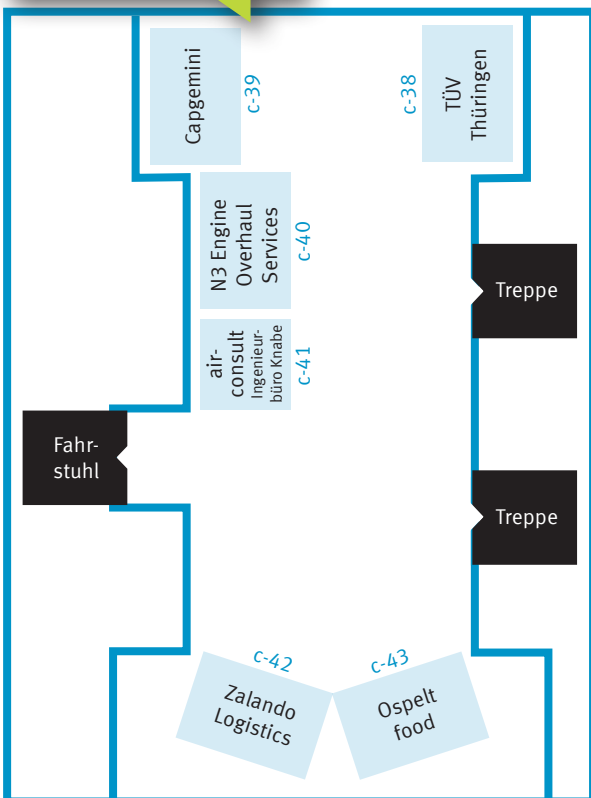 Capgemini
c-39
c-38
TÜV
Thüringen
N3 Engine
Overhaul
Services
c-40
Treppe
air-
consult
Ingenieur-
büro Knabe
c-41
Fahr-
stuhl
Treppe
c-42
Zalando
Logistics
c-43
Ospelt
food